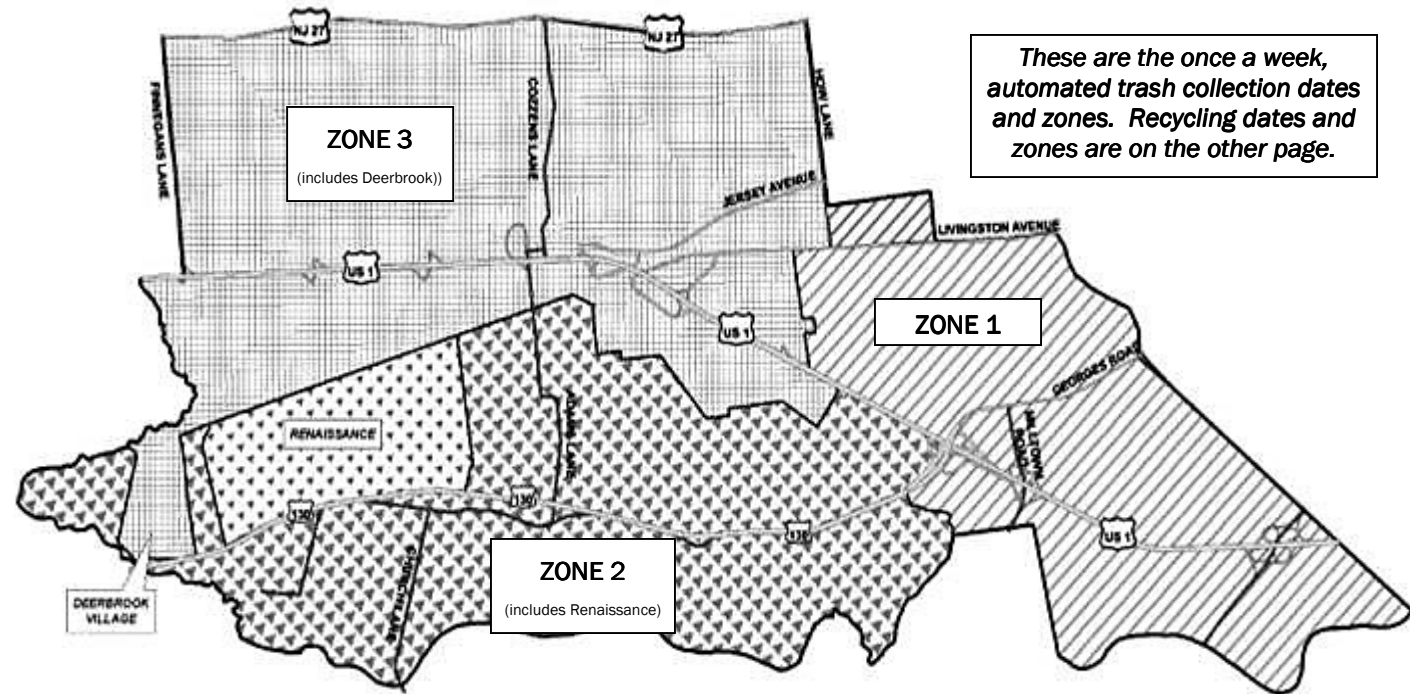 NJ 27
NJ 27
FINNEGANS LANE
COZZENS LANE
HOW LANE
These are the once a week,
automated trash collection dates
and zones. Recycling dates and
zones are on the other page.
ZONE 3
(includes Deerbrook))
JERSEY AVENUE
LIVINGSTON AVENUE
US 1
US 1
ZONE 1
GEORGES ROAD
MILLTOWN
ROAD
RENAISSANCE
ADAMS LANE
130
130
130
US 1
ZONE 2
(includes Renaissance)
CHURCH LANE
DEERBROOK
VILLAGE